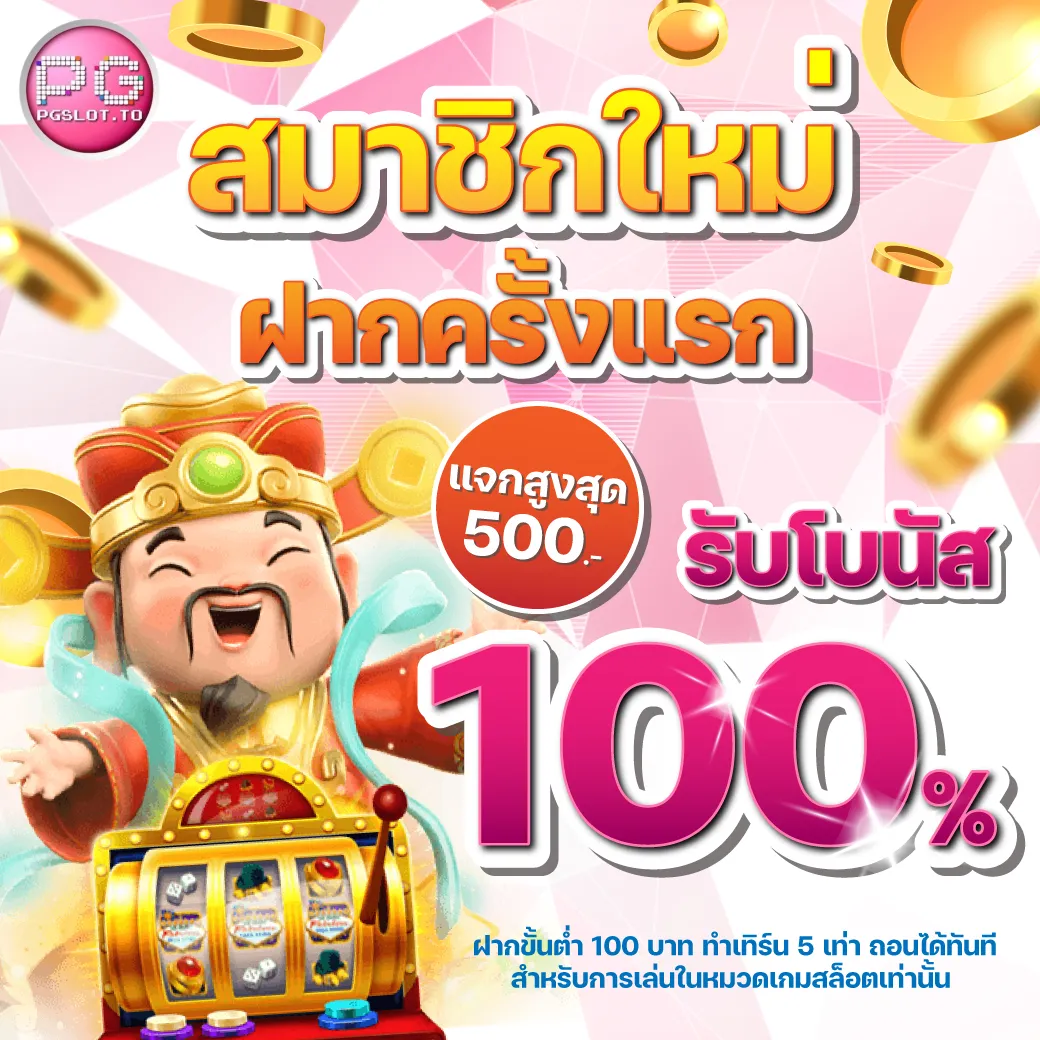 PG
PGSLOT.TO
สมาชิกใหม่
ฝากครั้งแรก
แจกสูงสุด
500.-
รับโบนัส
100%
ฝากขั้นต่ำ 100 บาท ทำเทิร์น 5 เท่า ถอนได้ทันที
สำหรับการเล่นในหมวดเกมสล็อตเท่านั้น